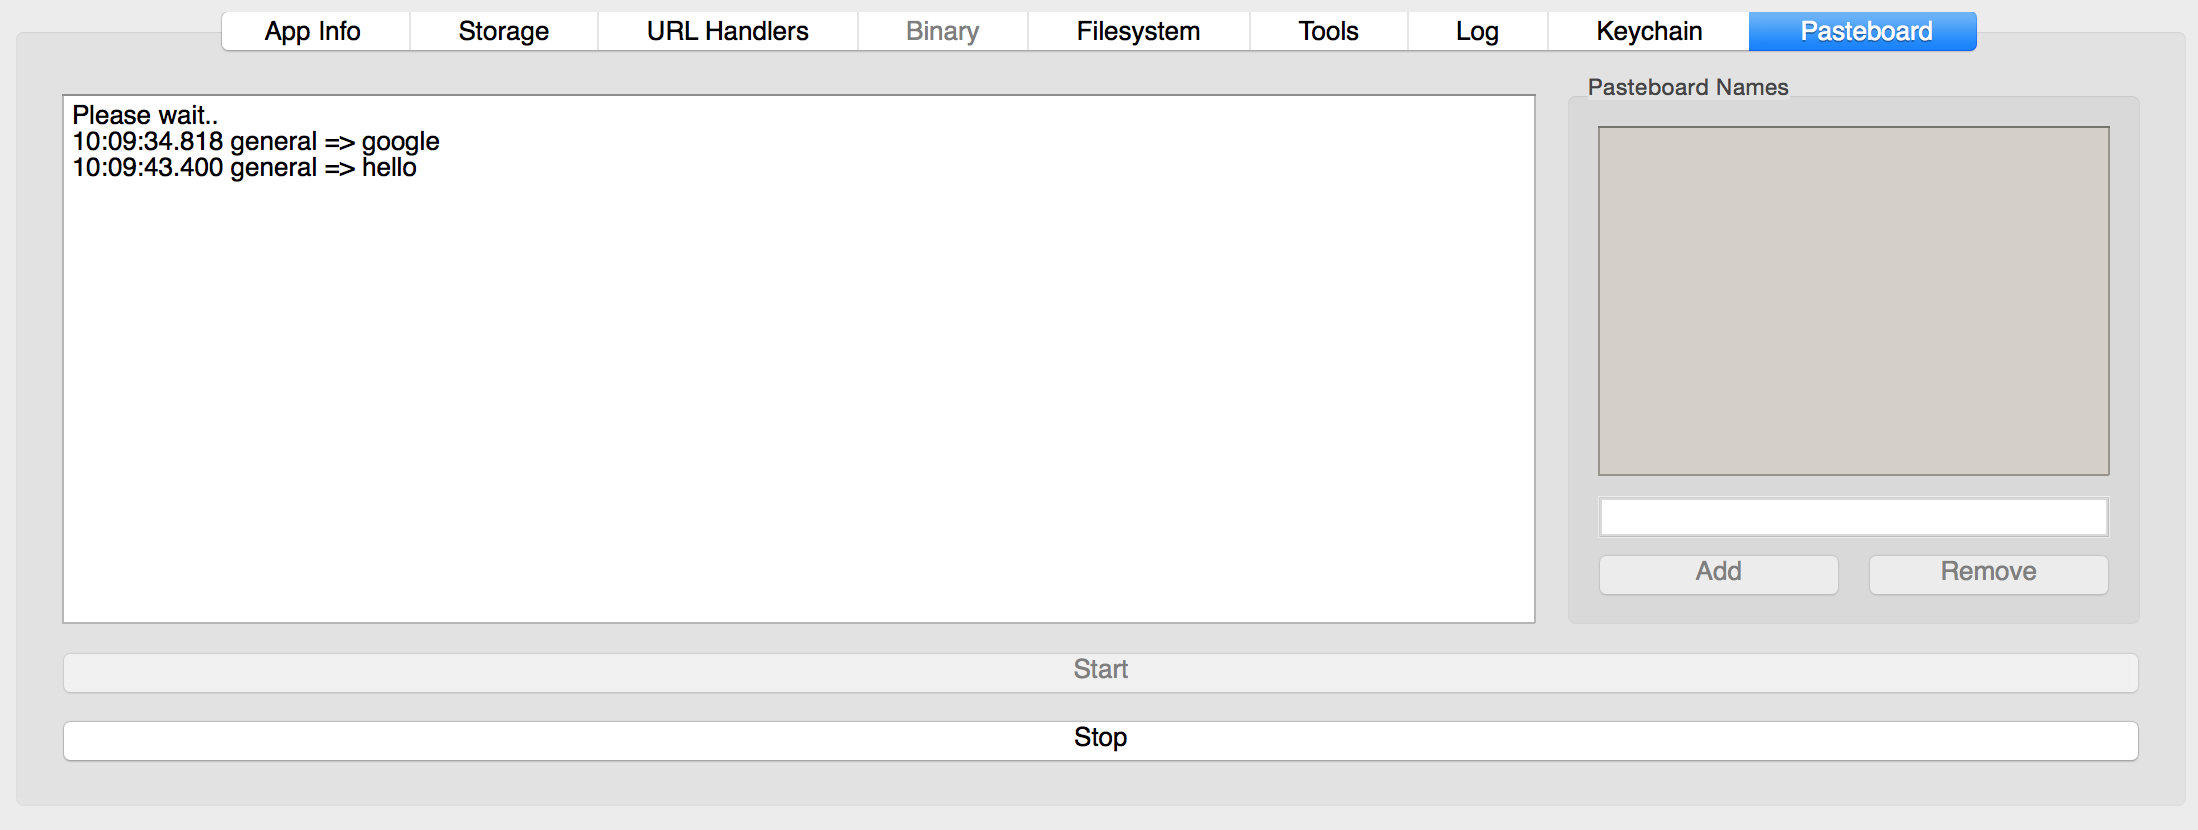 App Info Storage URL Handlers Binary Filesystem Tools Log Keychain Pasteboard
Pasteboard Names
Please wait..
10:09:34.818 general => google
10:09:43.400 general => hello
Add Remove
Start
Stop